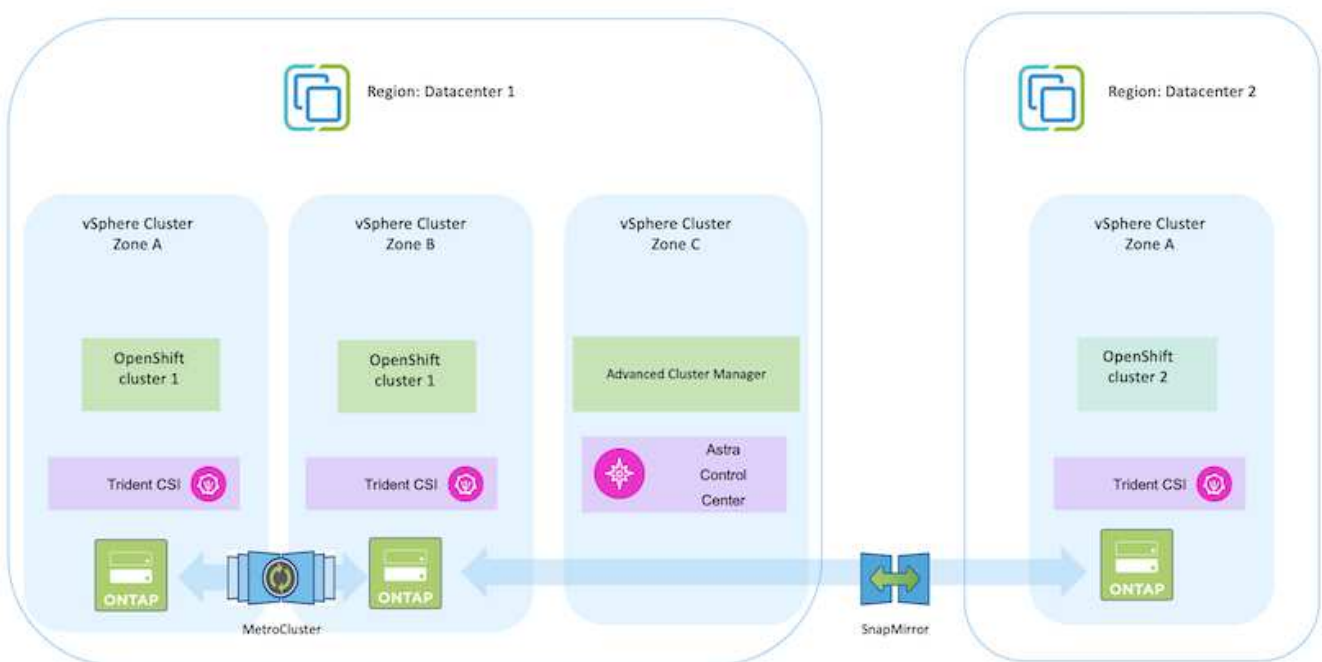 Region: Datacenter 1
Region: Datacenter 2
vSphere Cluster
Zone A
vSphere Cluster
Zone B
vSphere Cluster
Zone C
vSphere Cluster
Zone A
OpenShift
cluster 1
OpenShift
cluster 1
Advanced Cluster Manager
OpenShift
cluster 2
Trident CSI
Trident CSI
Astra
Control
Center
Trident CSI
ONTAP
ONTAP
ONTAP
MetroCluster
SnapMirror